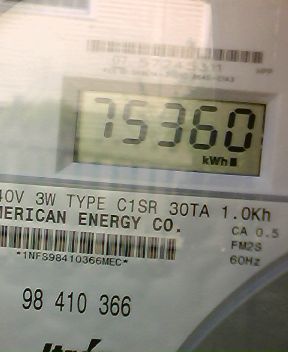 75360
kWh
40V 3W TYPE C1SR 30TA 1.0Kh
MERICAN ENERGY CO.
CA 0.5
FM2S
60Hz
*1NFS98410366MEC*
98 410 366